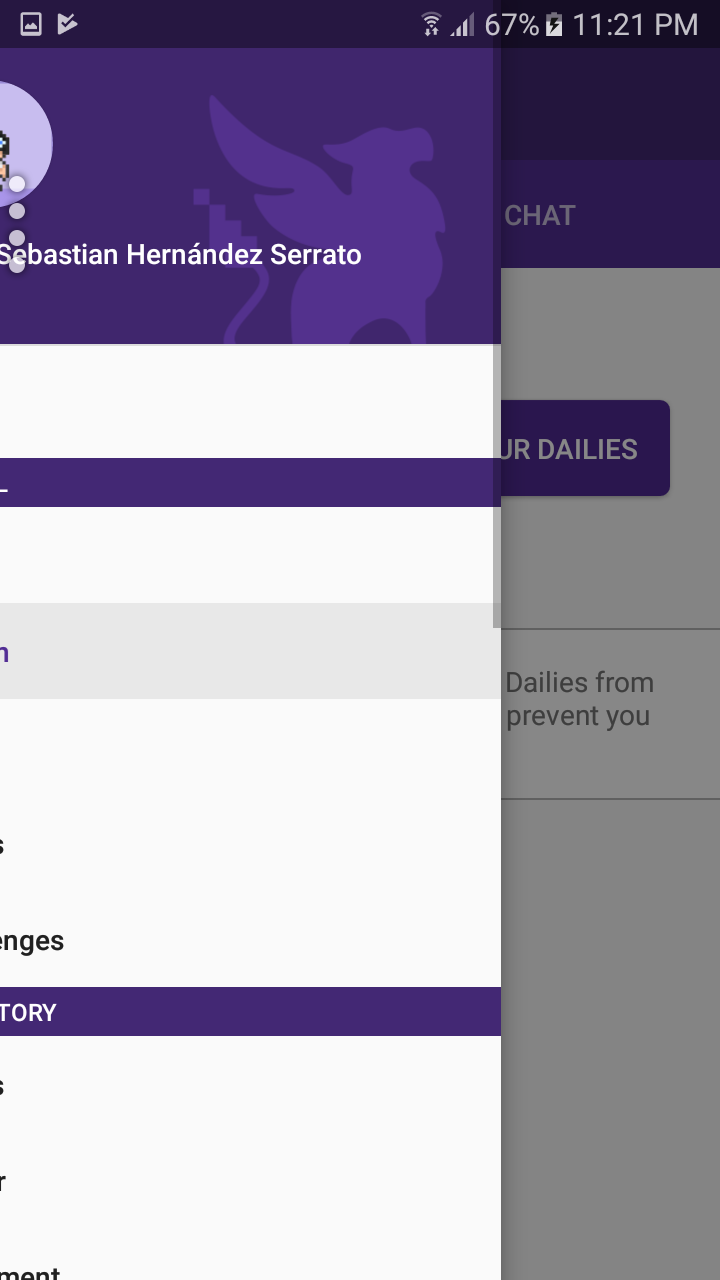 67% 11:21 PM
CHAT
Sebastian Hernández Serrato
UR DAILIES
L
n
Dailies from
prevent you
s
enges
TORY
s
r
ment